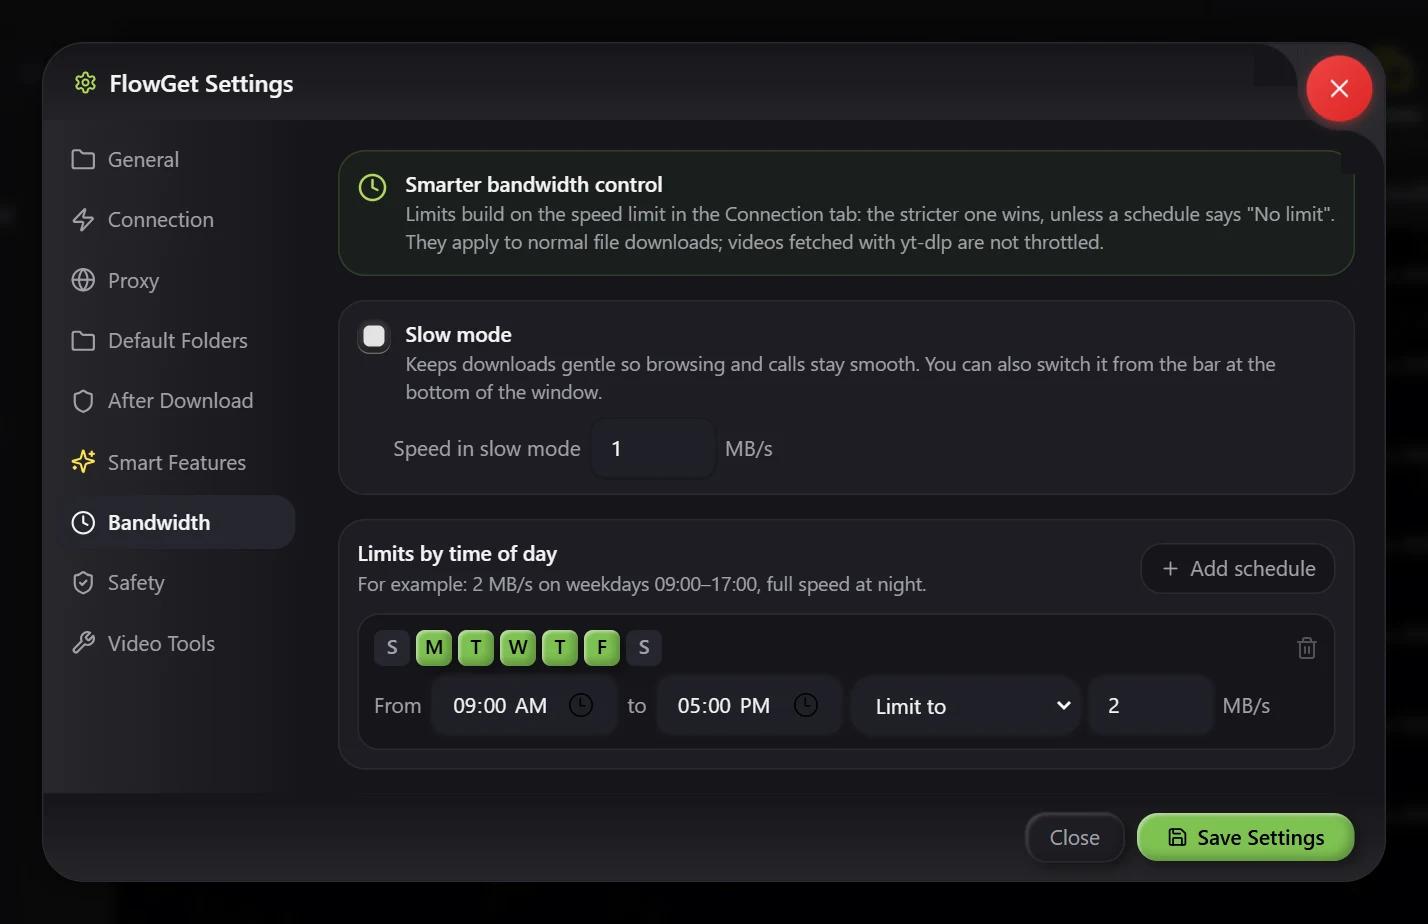 FlowGet Settings
General
Connection
Proxy
Default Folders
After Download
Smart Features
Bandwidth
Safety
Video Tools
Smarter bandwidth control
Limits build on the speed limit in the Connection tab: the stricter one wins, unless a schedule says "No limit".
They apply to normal file downloads; videos fetched with yt-dlp are not throttled.
Slow mode
Keeps downloads gentle so browsing and calls stay smooth. You can also switch it from the bar at the
bottom of the window.
Speed in slow mode 1 MB/s
Limits by time of day
For example: 2 MB/s on weekdays 09:00–17:00, full speed at night.
+ Add schedule
S M T W T F S
From 09:00 AM to 05:00 PM Limit to 2 MB/s
Close
Save Settings